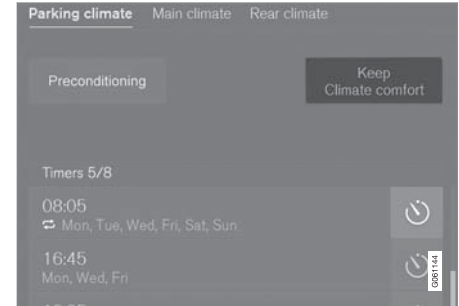 Parking climate Main climate Rear climate
Preconditioning
Keep
Climate comfort
Timers 5/8
08:05
Mon, Tue, Wed, Fri, Sat, Sun
16:45
Mon, Wed, Fri
G061144